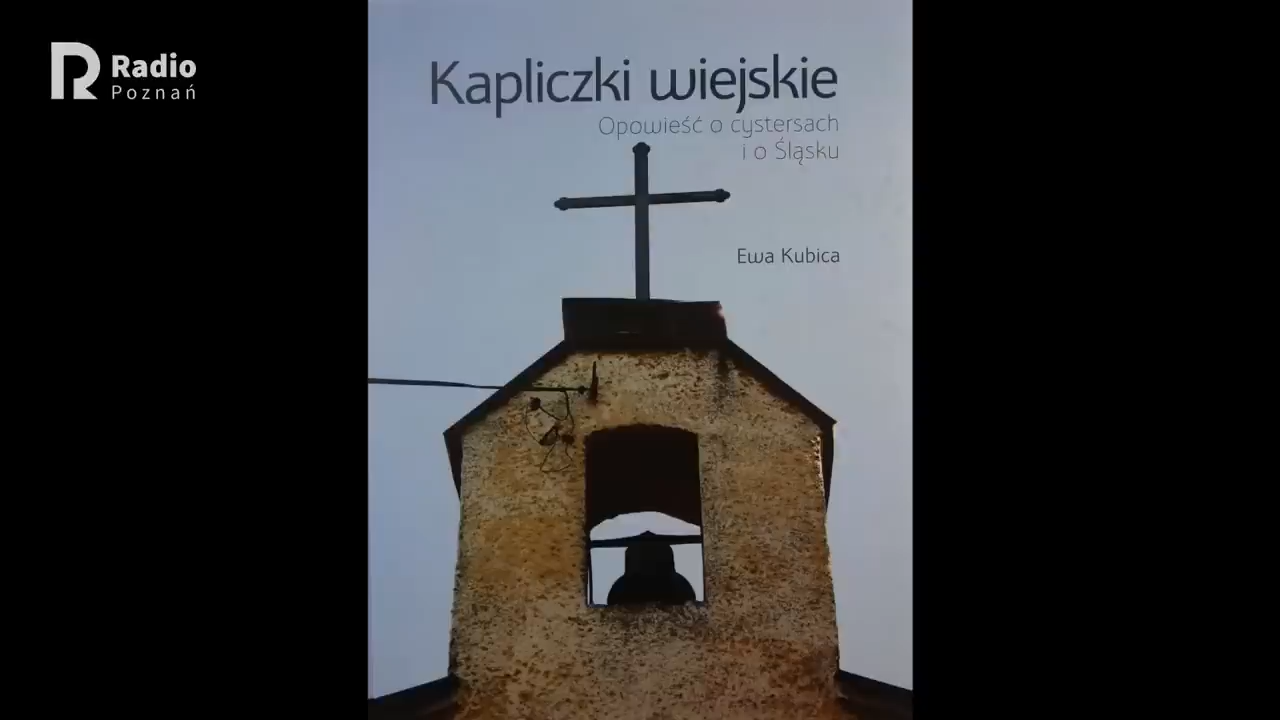 Radio
Poznań
Kapliczki wiejskie
Opowieść o cystersach
i o Śląsku
Ewa Kubica